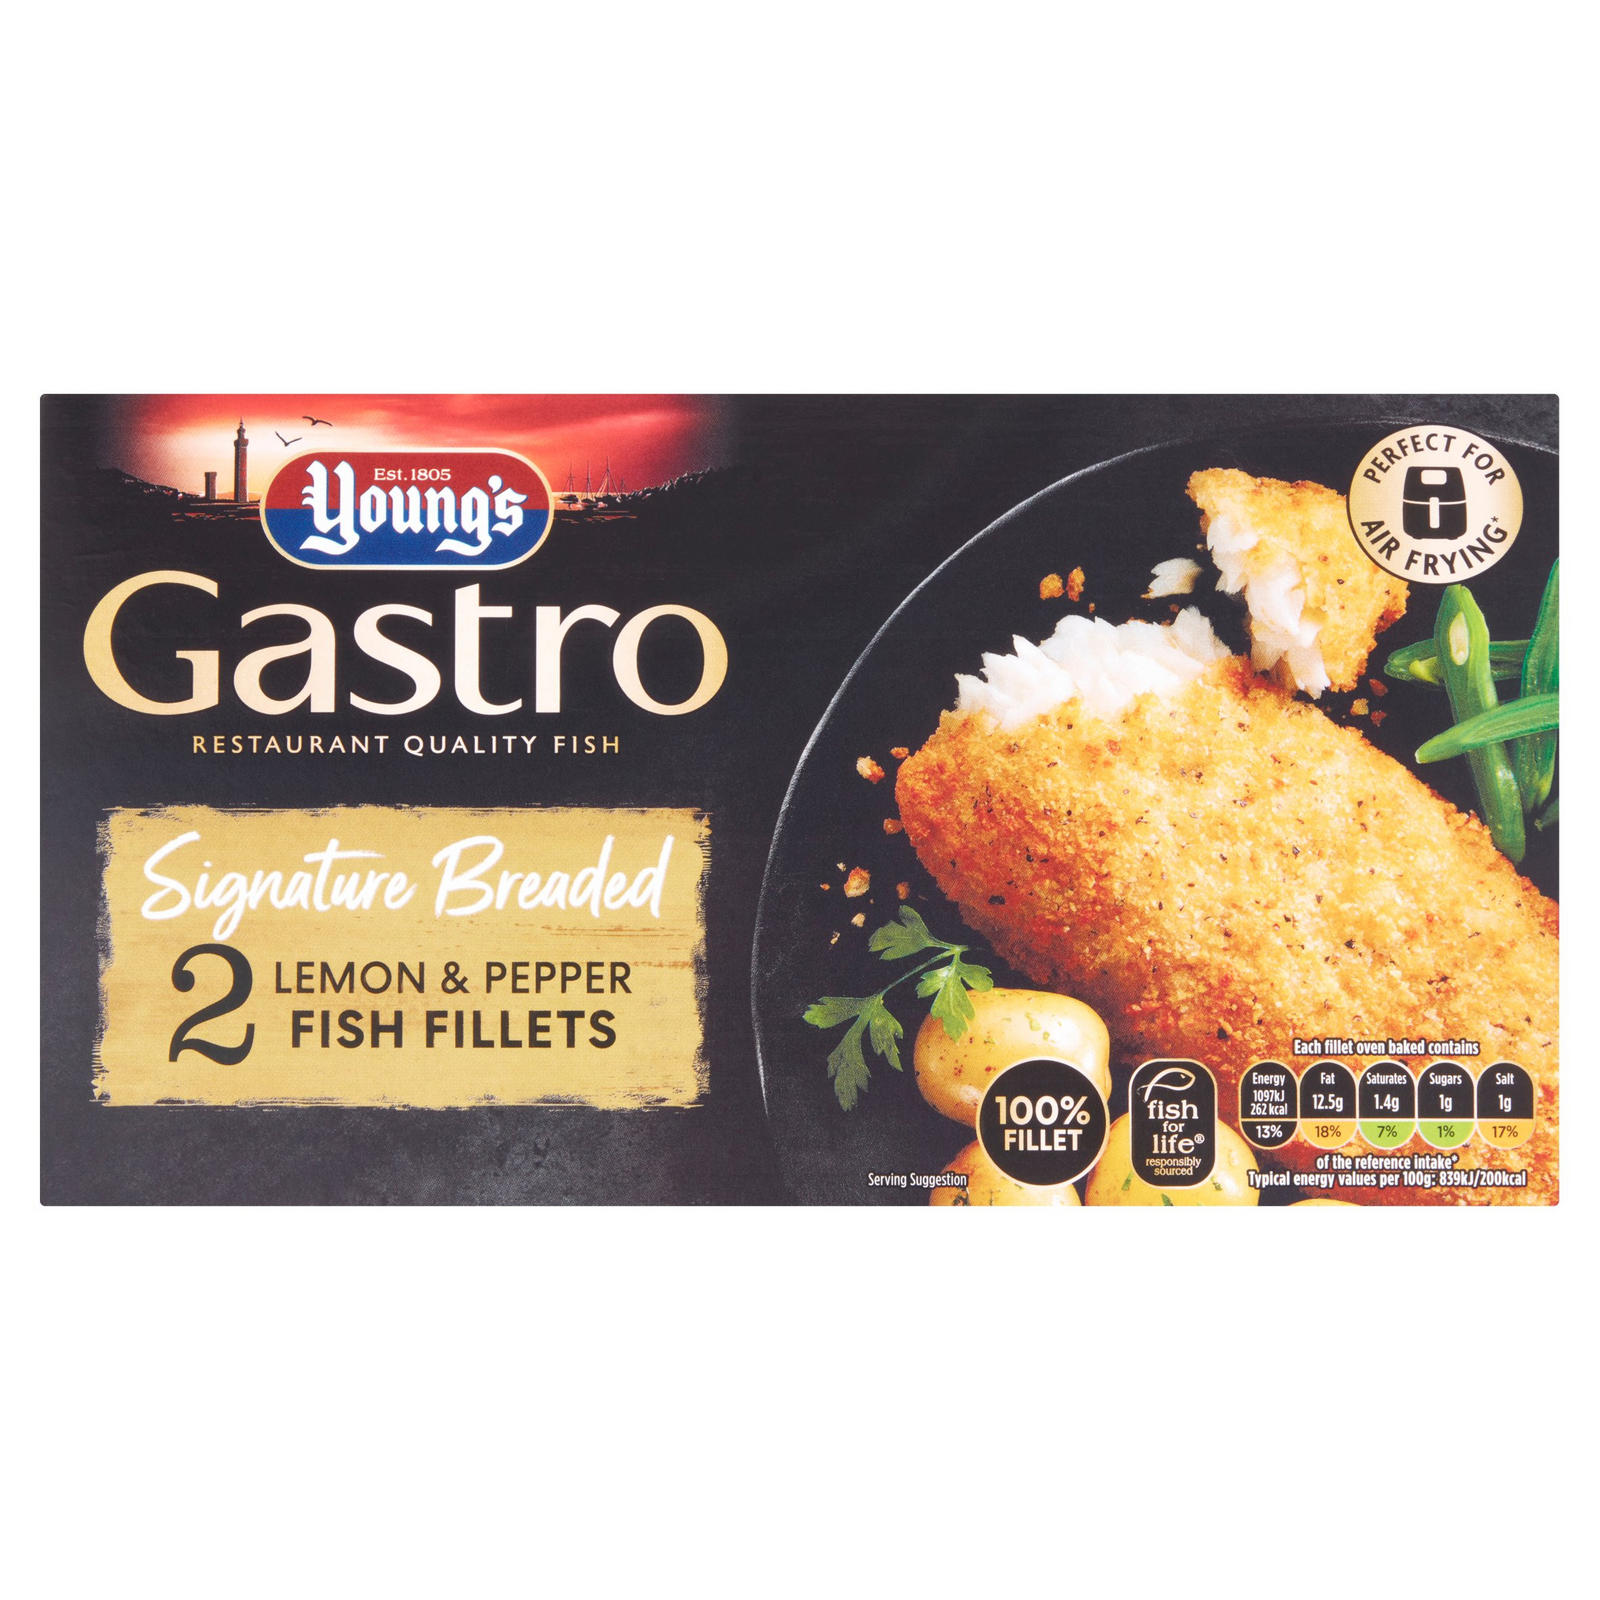 Est. 1805
Young's
Gastro
RESTAURANT QUALITY FISH
Signature Breaded
2 LEMON & PEPPER
FISH FILLETS
PERFECT FOR
AIR FRYING*
100%
FILLET
fish
for
life®
responsibly
sourced
Serving Suggestion
Each fillet oven baked contains
Energy
1097kJ
262 kcal
13%
Fat
12.5g
18%
Saturates
1.4g
7%
Sugars
1g
1%
Salt
1g
17%
of the reference intake*
Typical energy values per 100g: 839kJ/200kcal